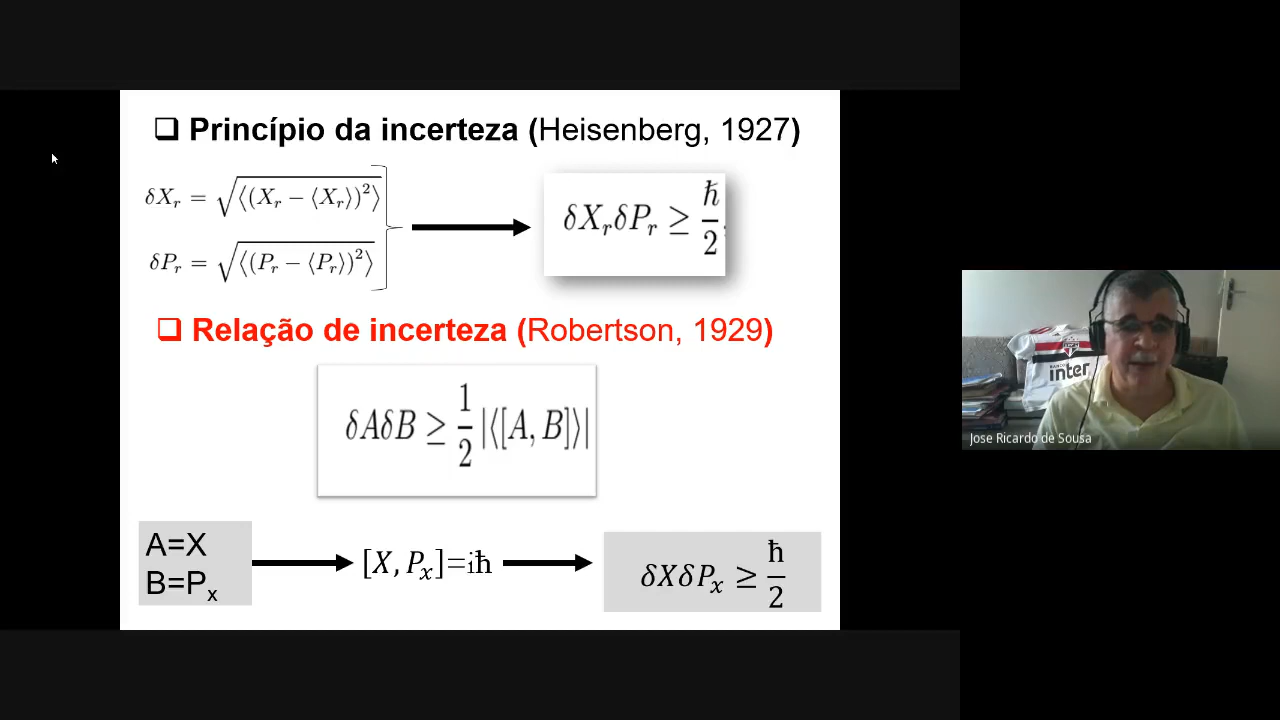 ❑ Princípio da incerteza (Heisenberg, 1927)
δX_r = √⟨(X_r − ⟨X_r⟩)²⟩
δP_r = √⟨(P_r − ⟨P_r⟩)²⟩
δX_rδP_r ≥ ℏ/2
❑ Relação de incerteza (Robertson, 1929)
δAδB ≥ 1/2 |⟨[A, B]⟩|
A=X
B=P_x
[X, P_x]=iħ
δXδP_x ≥ ħ/2
inter
Jose Ricardo de Sousa